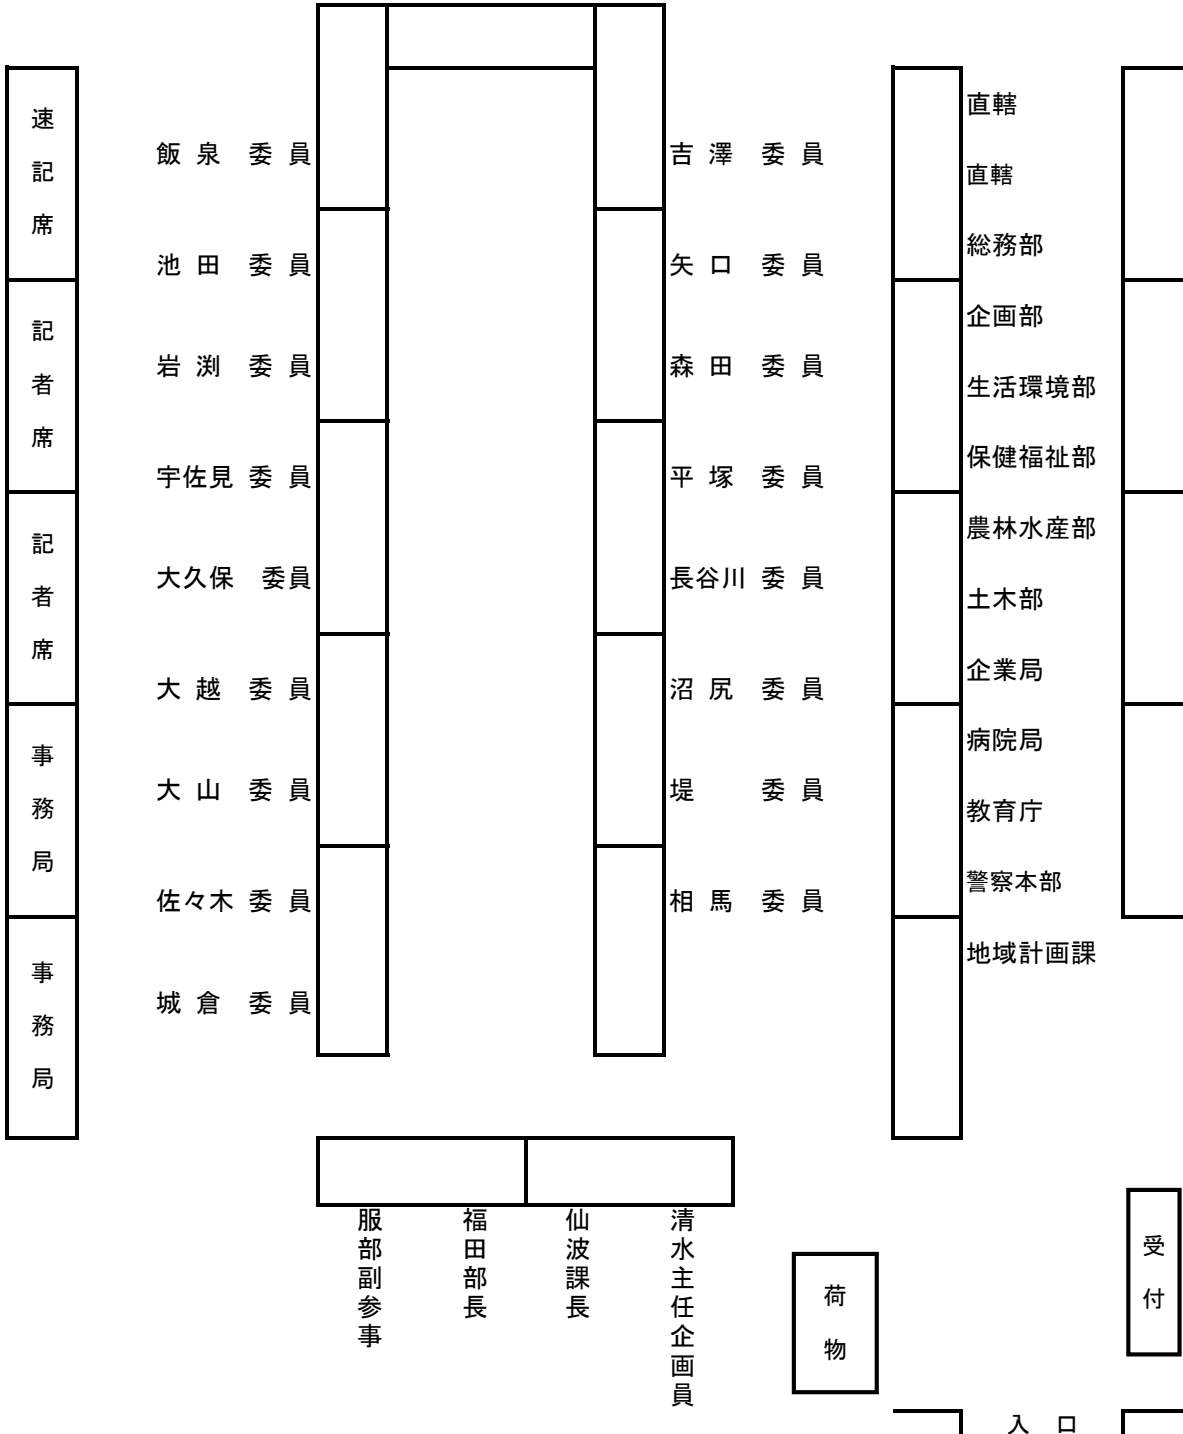 速記席
記者席
記者席
事務局
事務局
飯泉 委員
池田 委員
岩渕 委員
宇佐見 委員
大久保 委員
大越 委員
大山 委員
佐々木 委員
城倉 委員
吉澤 委員
矢口 委員
森田 委員
平塚 委員
長谷川 委員
沼尻 委員
堤 委員
相馬 委員
直轄
直轄
総務部
企画部
生活環境部
保健福祉部
農林水産部
土木部
企業局
病院局
教育庁
警察本部
地域計画課
服部副参事
福田部長
仙波課長
清水主任企画員
荷物
受付
入口